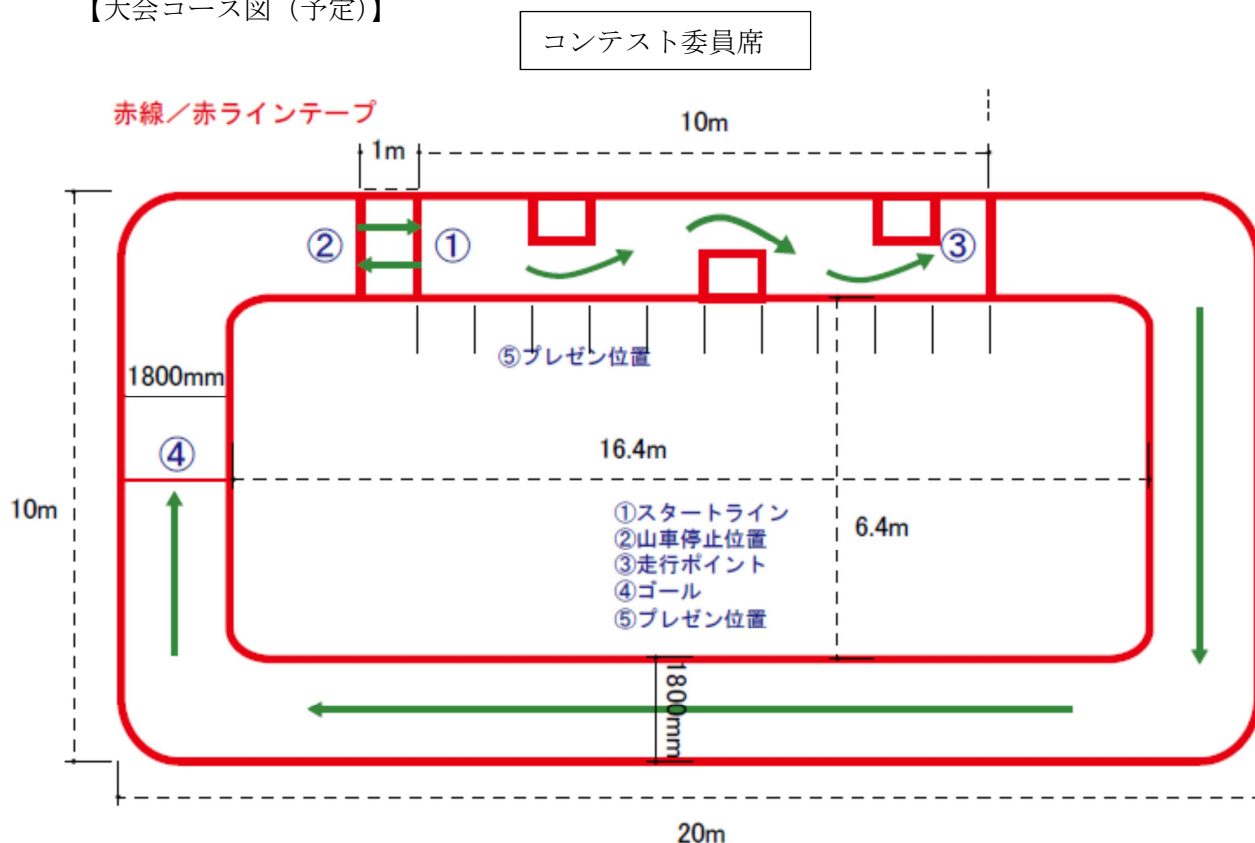 【大会コース図（予定）】
コンテスト委員席
赤線／赤ラインテープ
10m
1m
②
①
③
⑤プレゼン位置
1800mm
④
16.4m
10m
①スタートライン
②山車停止位置
③走行ポイント
④ゴール
⑤プレゼン位置
6.4m
1800mm
20m